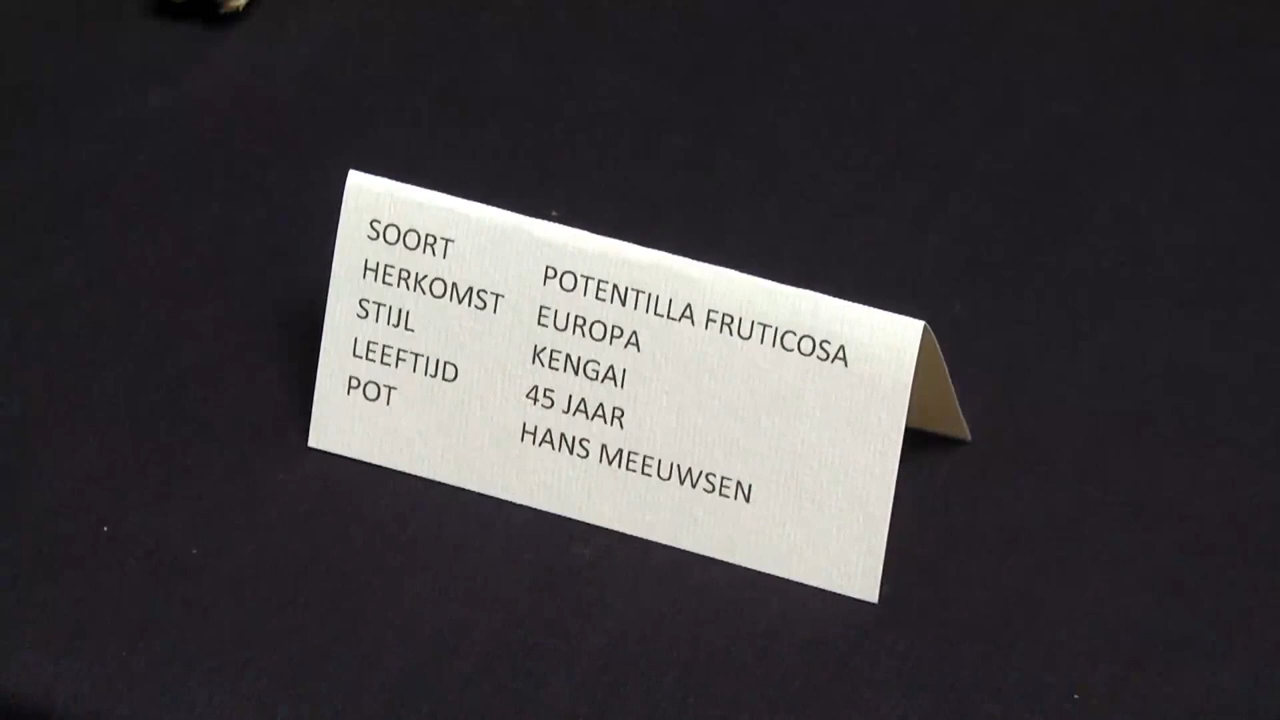 SOORT POTENTILLA FRUTICOSA
HERKOMST EUROPA
STIJL KENGAI
LEEFTIJD 45 JAAR
POT HANS MEEUWSEN